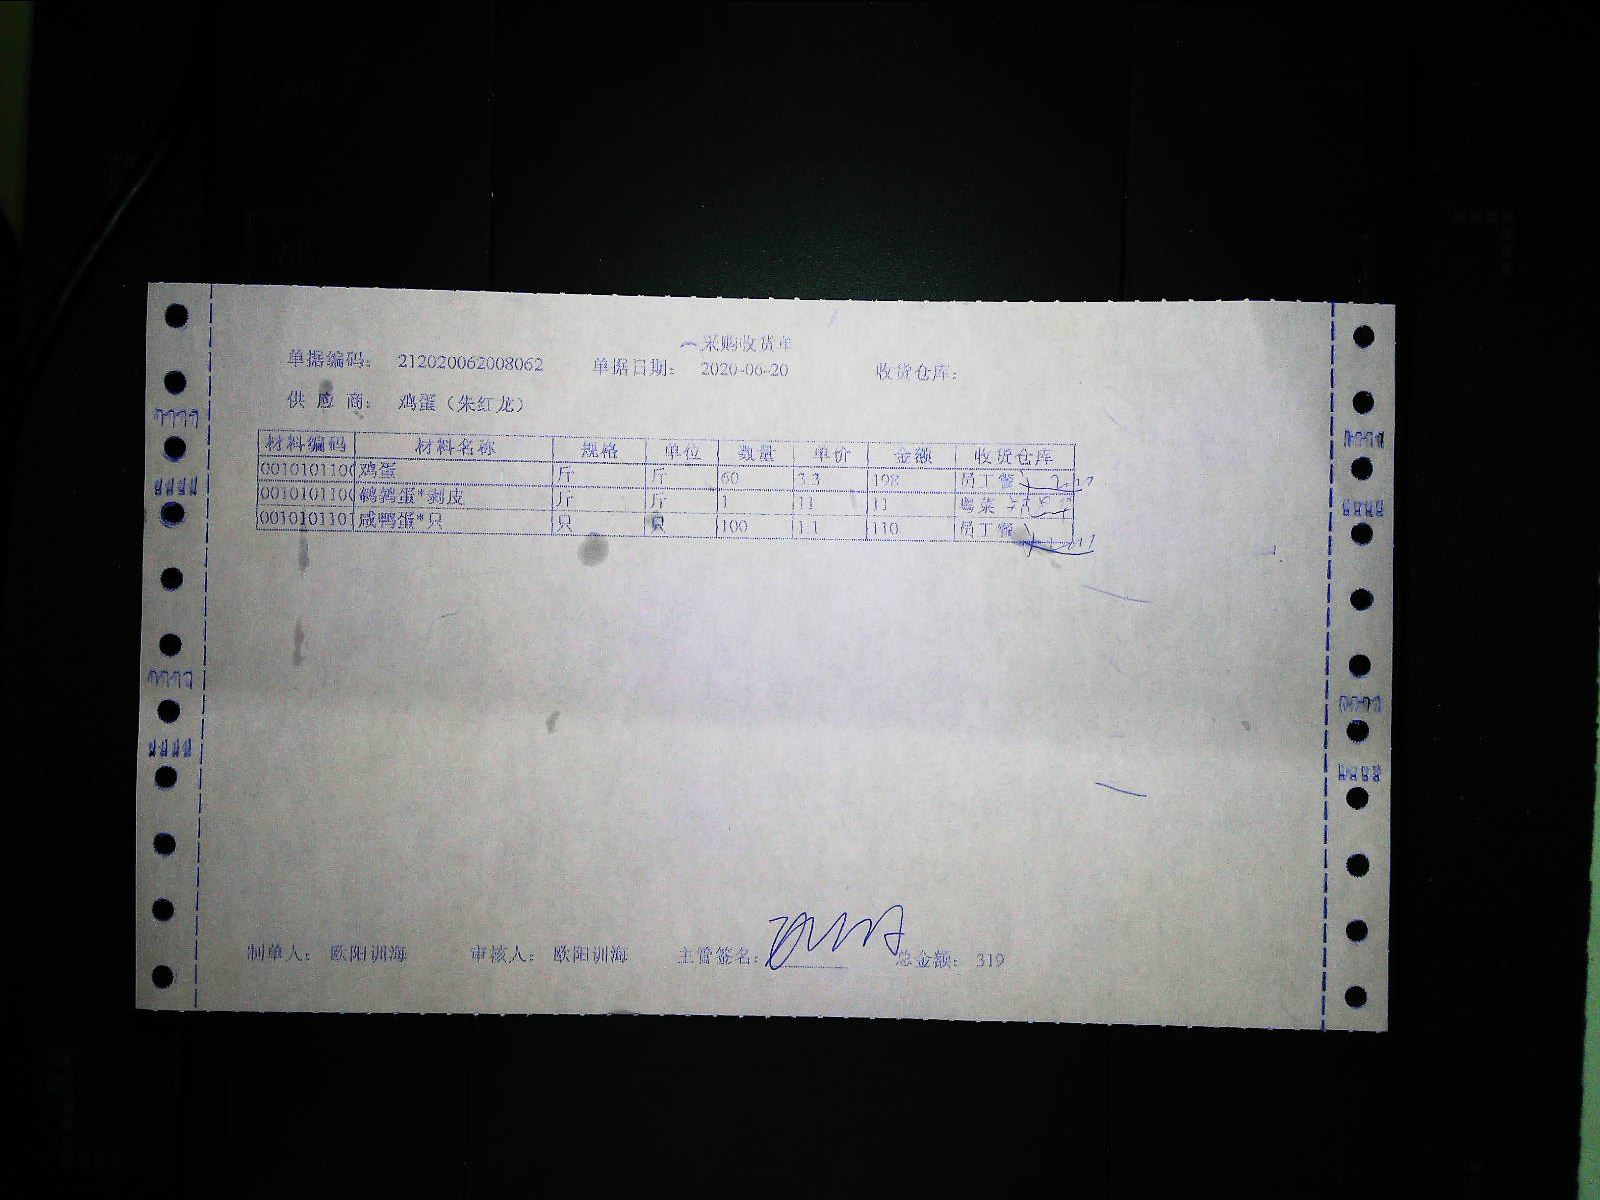 采购收货单
单据编码： 212020062008062 单据日期： 2020-06-20 收货仓库：
供 应 商： 鸡蛋（朱红龙）
材料编码 材料名称 规格 单位 数量 单价 金额 收货仓库
0010101100 鸡蛋 斤 斤 60 3.3 198 员工餐
0010101100 鹌鹑蛋*剥皮 斤 斤 1 11 11 粤菜
0010101101 咸鸭蛋*只 只 只 100 1.1 110 员工餐
制单人： 欧阳训海 审核人： 欧阳训海 主管签名： 总金额： 319